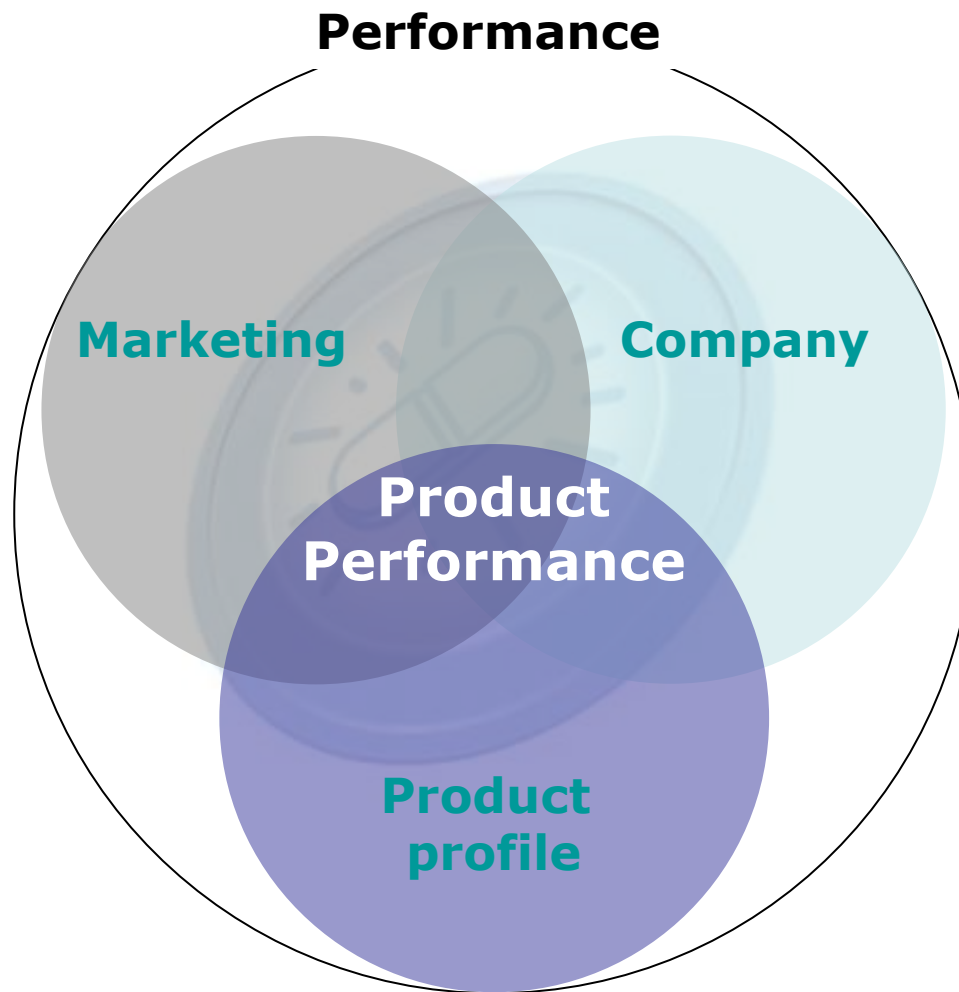 Performance
Marketing
Company
Product
Performance
Product
profile